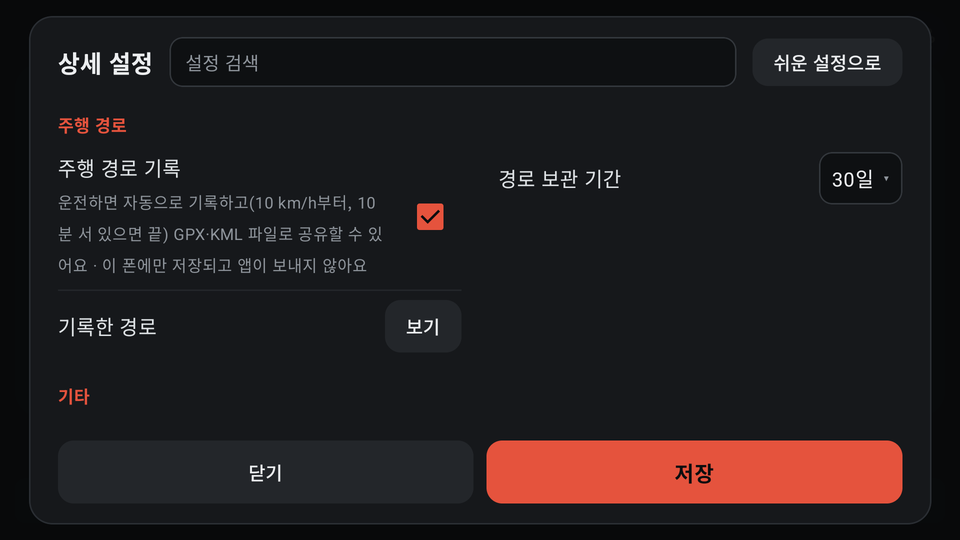 상세 설정
설정 검색
쉬운 설정으로
주행 경로
주행 경로 기록
운전하면 자동으로 기록하고(10 km/h부터, 10
분 서 있으면 끝) GPX·KML 파일로 공유할 수 있
어요 · 이 폰에만 저장되고 앱이 보내지 않아요
경로 보관 기간
30일
기록한 경로
보기
기타
닫기
저장